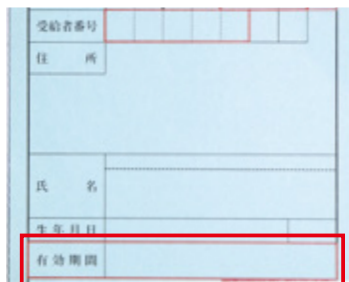 受給者番号
住 所
氏 名
生年月日
有効期間